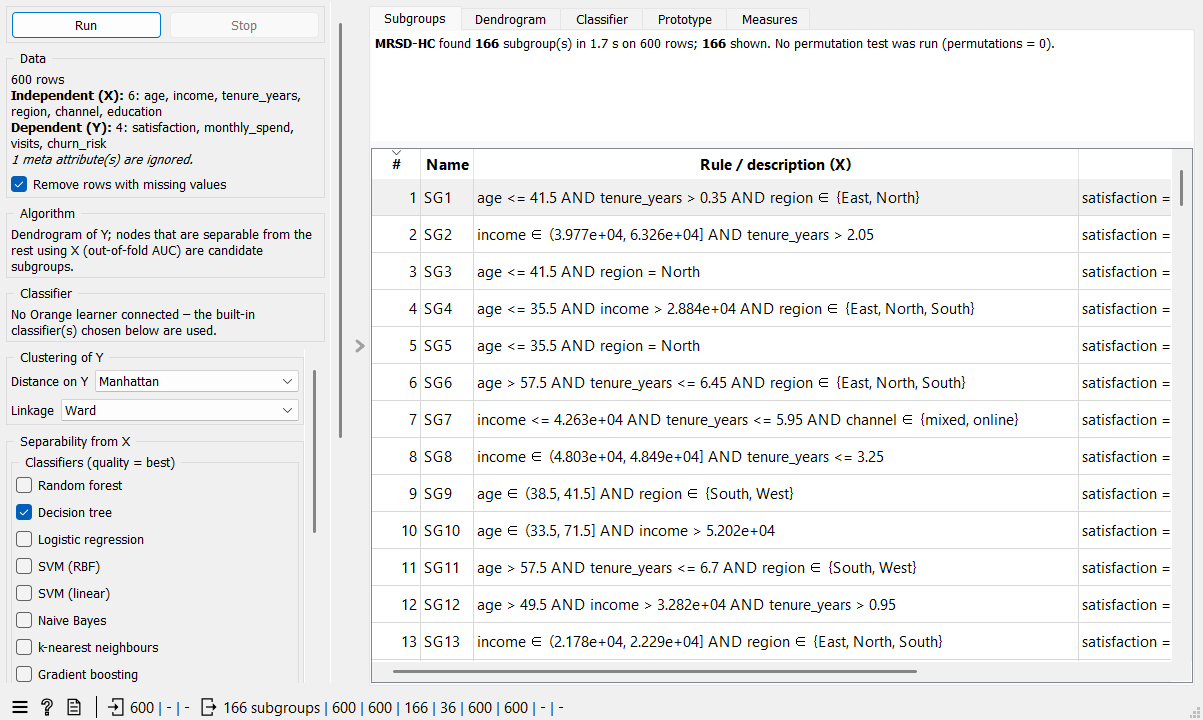 Run
Stop
Data
600 rows
Independent (X): 6: age, income, tenure_years,
region, channel, education
Dependent (Y): 4: satisfaction, monthly_spend,
visits, churn_risk
1 meta attribute(s) are ignored.
Remove rows with missing values
Algorithm
Dendrogram of Y; nodes that are separable from the
rest using X (out-of-fold AUC) are candidate
subgroups.
Classifier
No Orange learner connected – the built-in
classifier(s) chosen below are used.
Clustering of Y
Distance on Y Manhattan
Linkage Ward
Separability from X
Classifiers (quality = best)
Random forest
Decision tree
Logistic regression
SVM (RBF)
SVM (linear)
Naive Bayes
k-nearest neighbours
Gradient boosting
Subgroups Dendrogram Classifier Prototype Measures
MRSD-HC found 166 subgroup(s) in 1.7 s on 600 rows; 166 shown. No permutation test was run (permutations = 0).
# Name Rule / description (X)
1 SG1 age <= 41.5 AND tenure_years > 0.35 AND region ∈ {East, North} satisfaction =
2 SG2 income ∈ (3.977e+04, 6.326e+04] AND tenure_years > 2.05 satisfaction =
3 SG3 age <= 41.5 AND region = North satisfaction =
4 SG4 age <= 35.5 AND income > 2.884e+04 AND region ∈ {East, North, South} satisfaction =
5 SG5 age <= 35.5 AND region = North satisfaction =
6 SG6 age > 57.5 AND tenure_years <= 6.45 AND region ∈ {East, North, South} satisfaction =
7 SG7 income <= 4.263e+04 AND tenure_years <= 5.95 AND channel ∈ {mixed, online} satisfaction =
8 SG8 income ∈ (4.803e+04, 4.849e+04] AND tenure_years <= 3.25 satisfaction =
9 SG9 age ∈ (38.5, 41.5] AND region ∈ {South, West} satisfaction =
10 SG10 age ∈ (33.5, 71.5] AND income > 5.202e+04 satisfaction =
11 SG11 age > 57.5 AND tenure_years <= 6.7 AND region ∈ {South, West} satisfaction =
12 SG12 age > 49.5 AND income > 3.282e+04 AND tenure_years > 0.95 satisfaction =
13 SG13 income ∈ (2.178e+04, 2.229e+04] AND region ∈ {East, North, South} satisfaction =
600 | - | - 166 subgroups | 600 | 600 | 166 | 36 | 600 | 600 | - | -